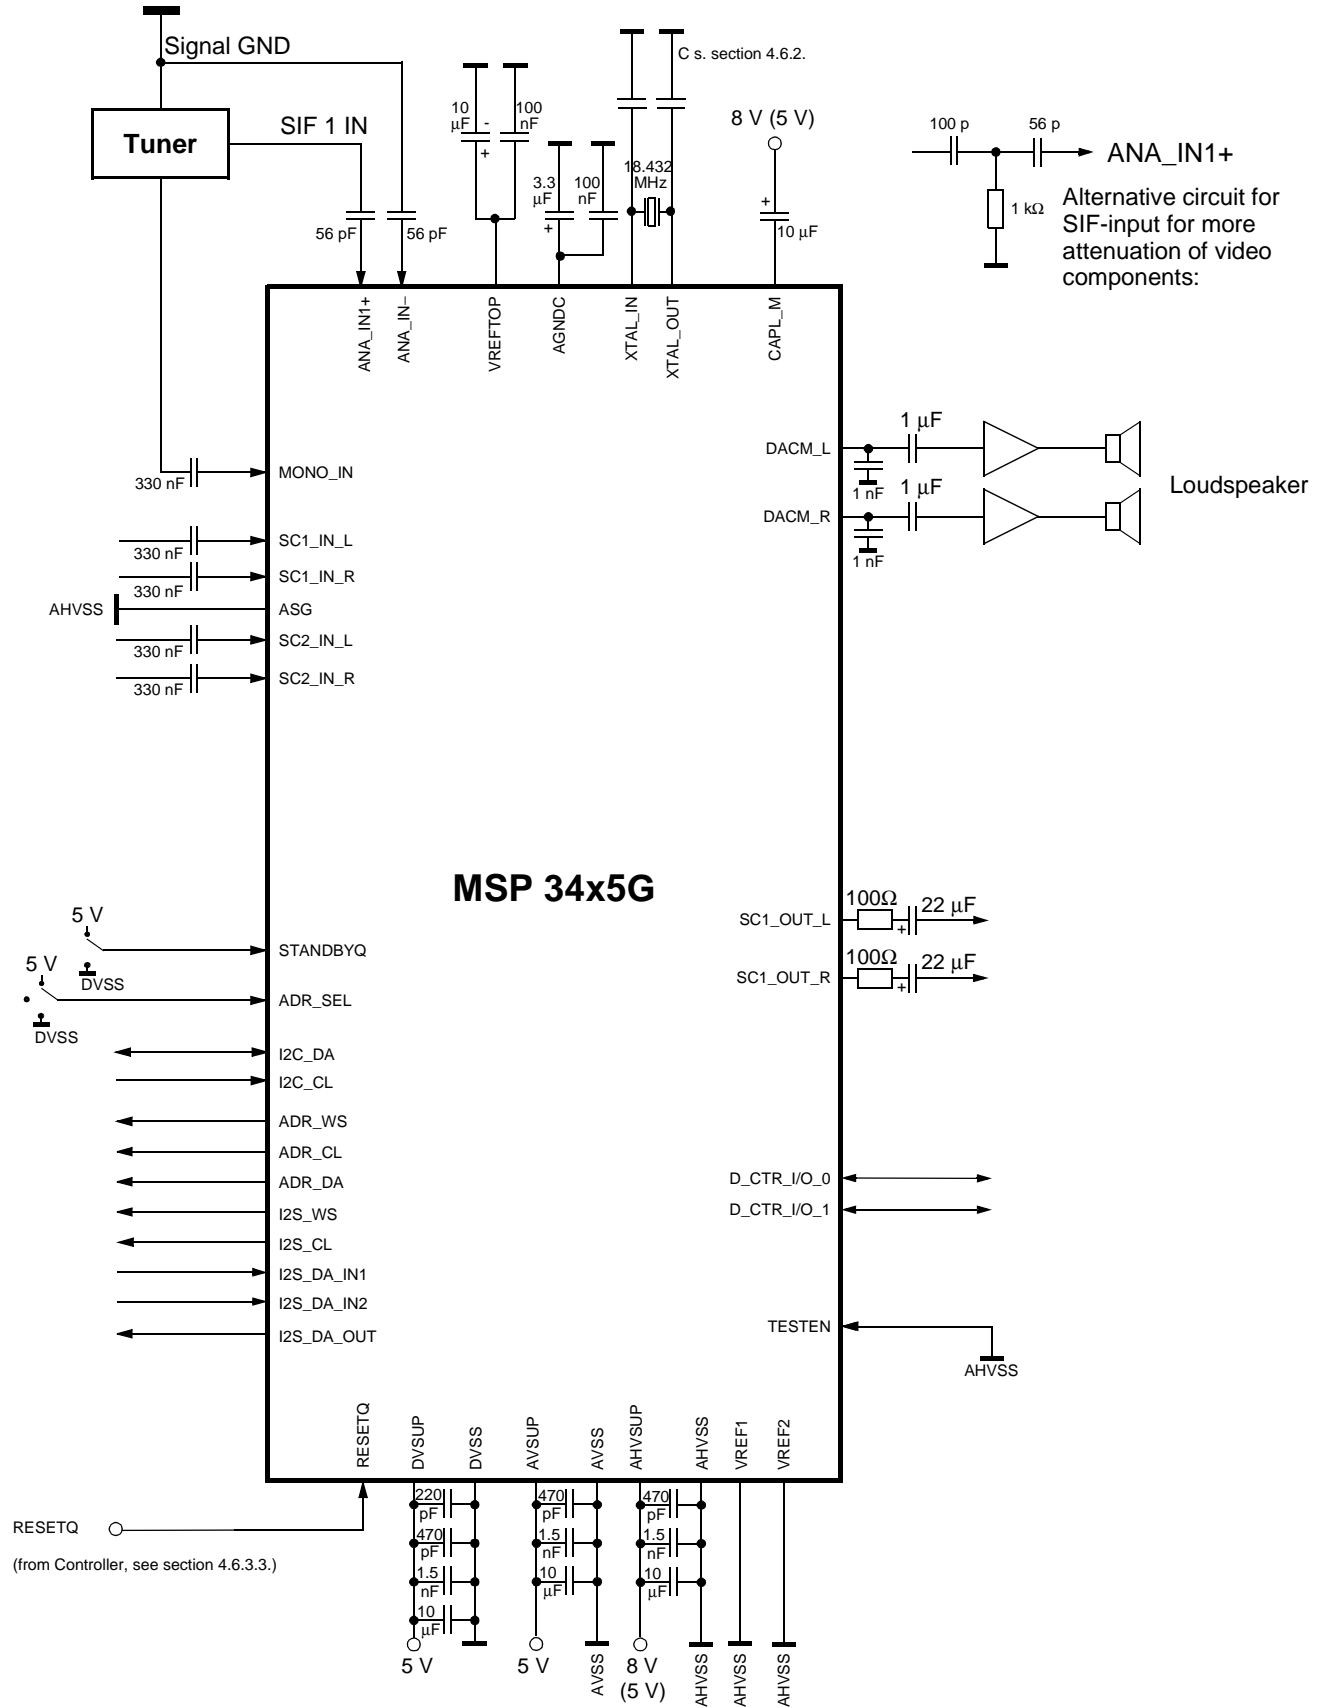 Signal GND
C s. section 4.6.2.
Tuner
SIF 1 IN
10
µF
-
+
100
nF
8 V (5 V)
100 p
56 p
ANA_IN1+
3.3
µF
+
100
nF
18.432
MHz
+
10 µF
1 kΩ
Alternative circuit for
SIF-input for more
attenuation of video
components:
56 pF
56 pF
ANA_IN1+
ANA_IN−
VREFTOP
AGNDC
XTAL_IN
XTAL_OUT
CAPL_M
DACM_L
1 µF
1 nF
DACM_R
1 µF
1 nF
Loudspeaker
330 nF
MONO_IN
330 nF
SC1_IN_L
330 nF
SC1_IN_R
AHVSS
ASG
330 nF
SC2_IN_L
330 nF
SC2_IN_R
MSP 34x5G
SC1_OUT_L
100Ω
+
22 µF
SC1_OUT_R
100Ω
+
22 µF
5 V
STANDBYQ
DVSS
5 V
ADR_SEL
DVSS
I2C_DA
I2C_CL
ADR_WS
ADR_CL
ADR_DA
I2S_WS
I2S_CL
I2S_DA_IN1
I2S_DA_IN2
I2S_DA_OUT
D_CTR_I/O_0
D_CTR_I/O_1
TESTEN
AHVSS
RESETQ
DVSUP
DVSS
AVSUP
AVSS
AHVSUP
AHVSS
VREF1
VREF2
RESETQ
(from Controller, see section 4.6.3.3.)
220
pF
470
pF
1.5
nF
10
µF
5 V
470
pF
1.5
nF
10
µF
5 V
AVSS
470
pF
1.5
nF
10
µF
8 V
(5 V)
AHVSS
AHVSS
AHVSS